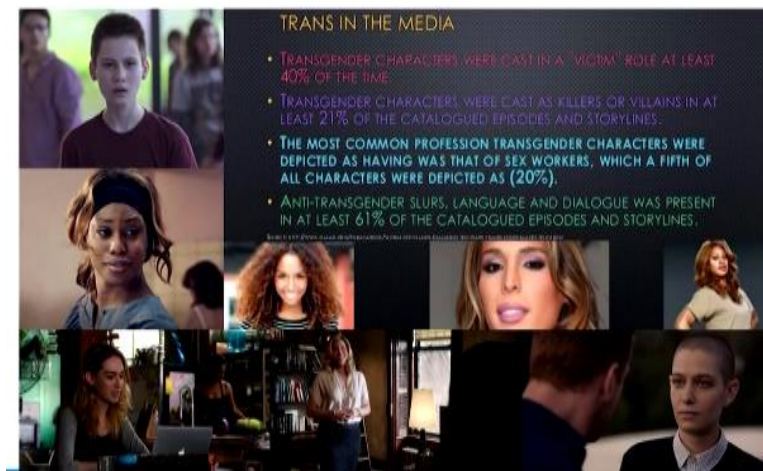 TRANS IN THE MEDIA
• TRANSGENDER CHARACTERS WERE CAST IN A "VICTIM" ROLE AT LEAST
40% OF THE TIME.
• TRANSGENDER CHARACTERS WERE CAST AS KILLERS OR VILLAINS IN AT
LEAST 21% OF THE CATALOGUED EPISODES AND STORYLINES.
• THE MOST COMMON PROFESSION TRANSGENDER CHARACTERS WERE
DEPICTED AS HAVING WAS THAT OF SEX WORKERS, WHICH A FIFTH OF
ALL CHARACTERS WERE DEPICTED AS (20%).
• ANTI-TRANSGENDER SLURS, LANGUAGE AND DIALOGUE WAS PRESENT
IN AT LEAST 61% OF THE CATALOGUED EPISODES AND STORYLINES.